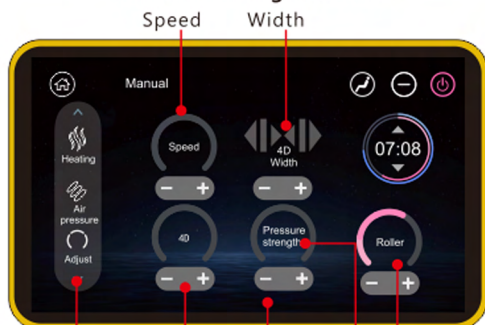 Speed
Width
Manual
Heating
Air
pressure
Adjust
Speed
4D
Width
07:08
4D
Pressure
strength
Roller